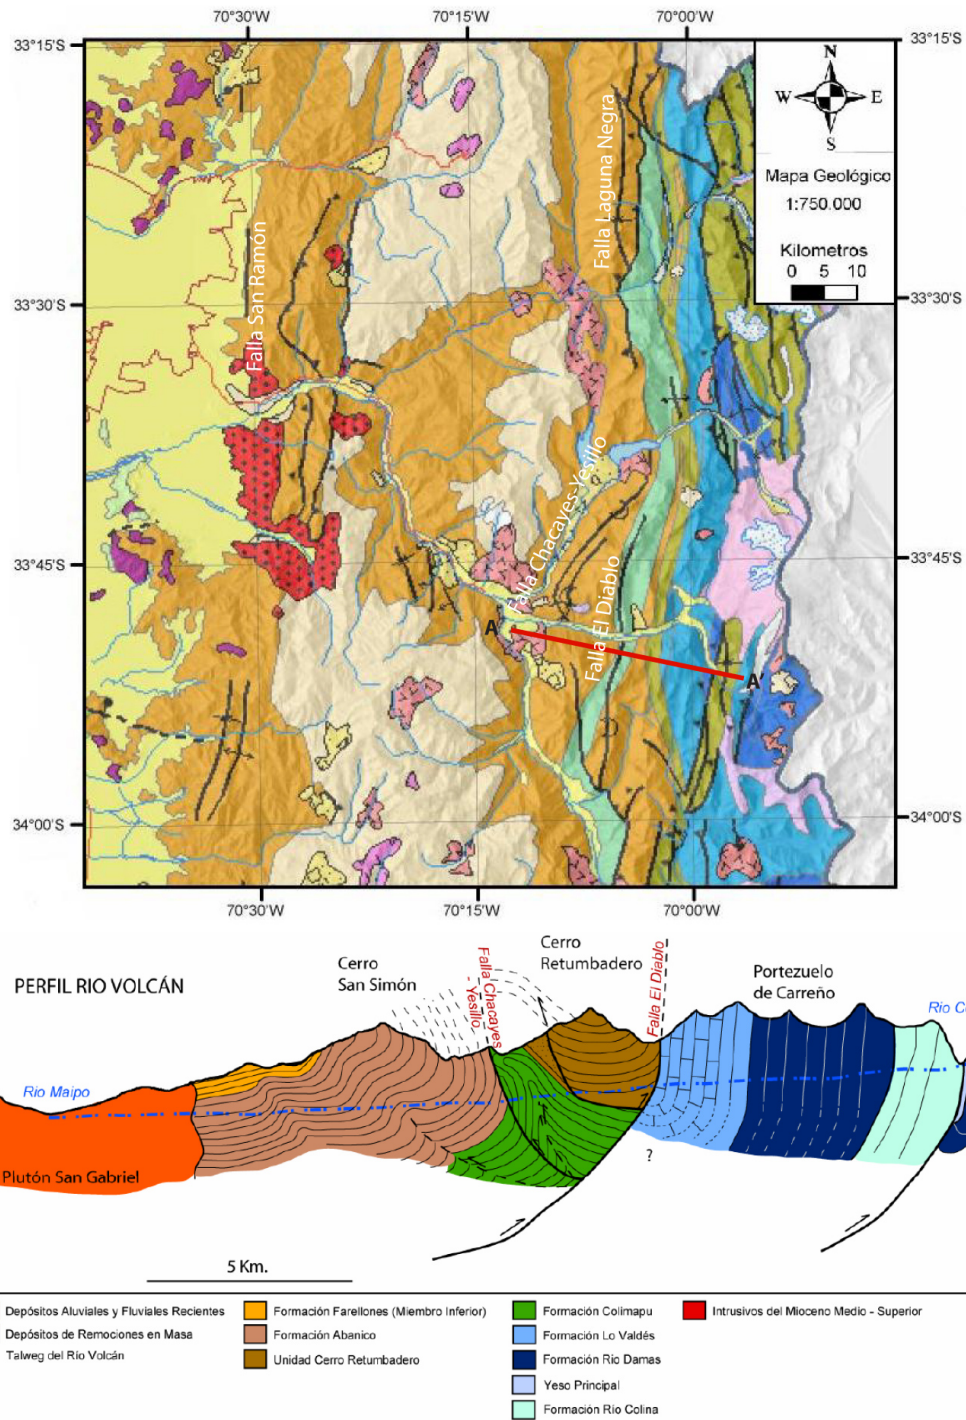 70°30'W
70°15'W
70°00'W
33°15'S
33°15'S
N
W
E
S
Mapa Geológico
1:750.000
Kilometros
0 5 10
Falla San Ramón
Falla Laguna Negra
33°30'S
33°30'S
Falla Chacayes-Yesillo
Falla El Diablo
33°45'S
33°45'S
A
A'
34°00'S
34°00'S
70°30'W
70°15'W
70°00'W
PERFIL RIO VOLCÁN
Cerro
San Simón
Falla Chacayes
- Yesillo
Cerro
Retumbadero
Falla El Diablo
Portezuelo
de Carreño
Rio C
Rio Maipo
Plutón San Gabriel
?
5 Km.
Depósitos Aluviales y Fluviales Recientes
Depósitos de Remociones en Masa
Talweg del Río Volcán
Formación Farellones (Miembro Inferior)
Formación Abanico
Unidad Cerro Retumbadero
Formación Colimapu
Formación Lo Valdés
Formación Río Damas
Yeso Principal
Formación Río Colina
Intrusivos del Mioceno Medio - Superior